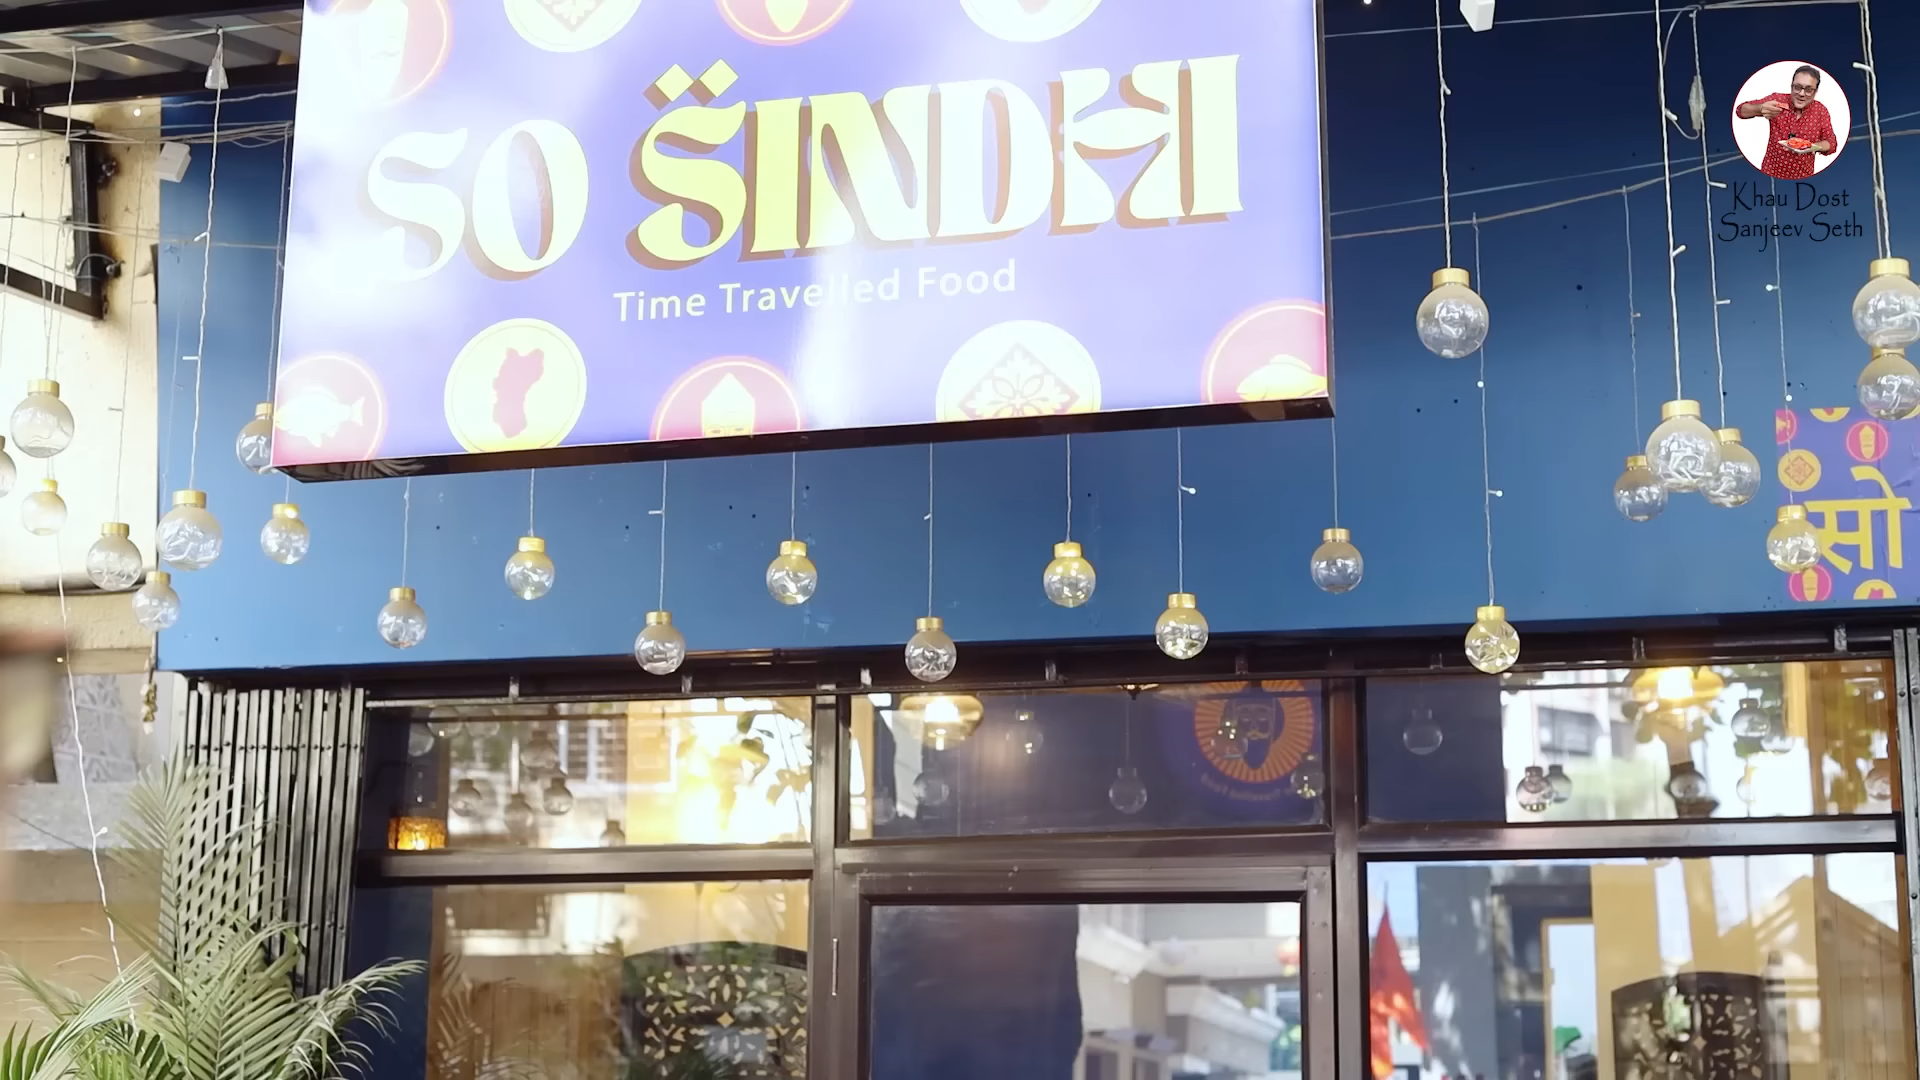 SO SINDHI
Time Travelled Food
Khau Dost
Sanjeev Seth
सो